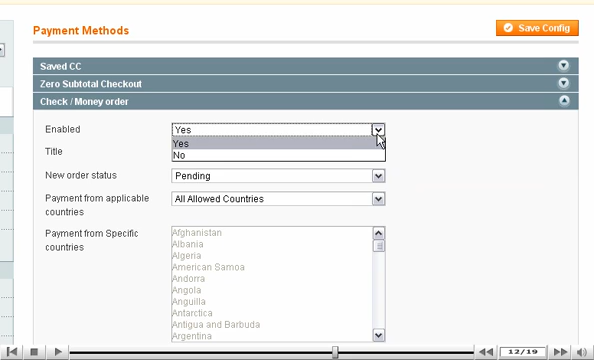 Payment Methods
Save Config
Saved CC
Zero Subtotal Checkout
Check / Money order
Enabled
Yes
Yes
No
Title
New order status
Pending
Payment from applicable
countries
All Allowed Countries
Payment from Specific
countries
Afghanistan
Albania
Algeria
American Samoa
Andorra
Angola
Anguilla
Antarctica
Antigua and Barbuda
Argentina
12/19